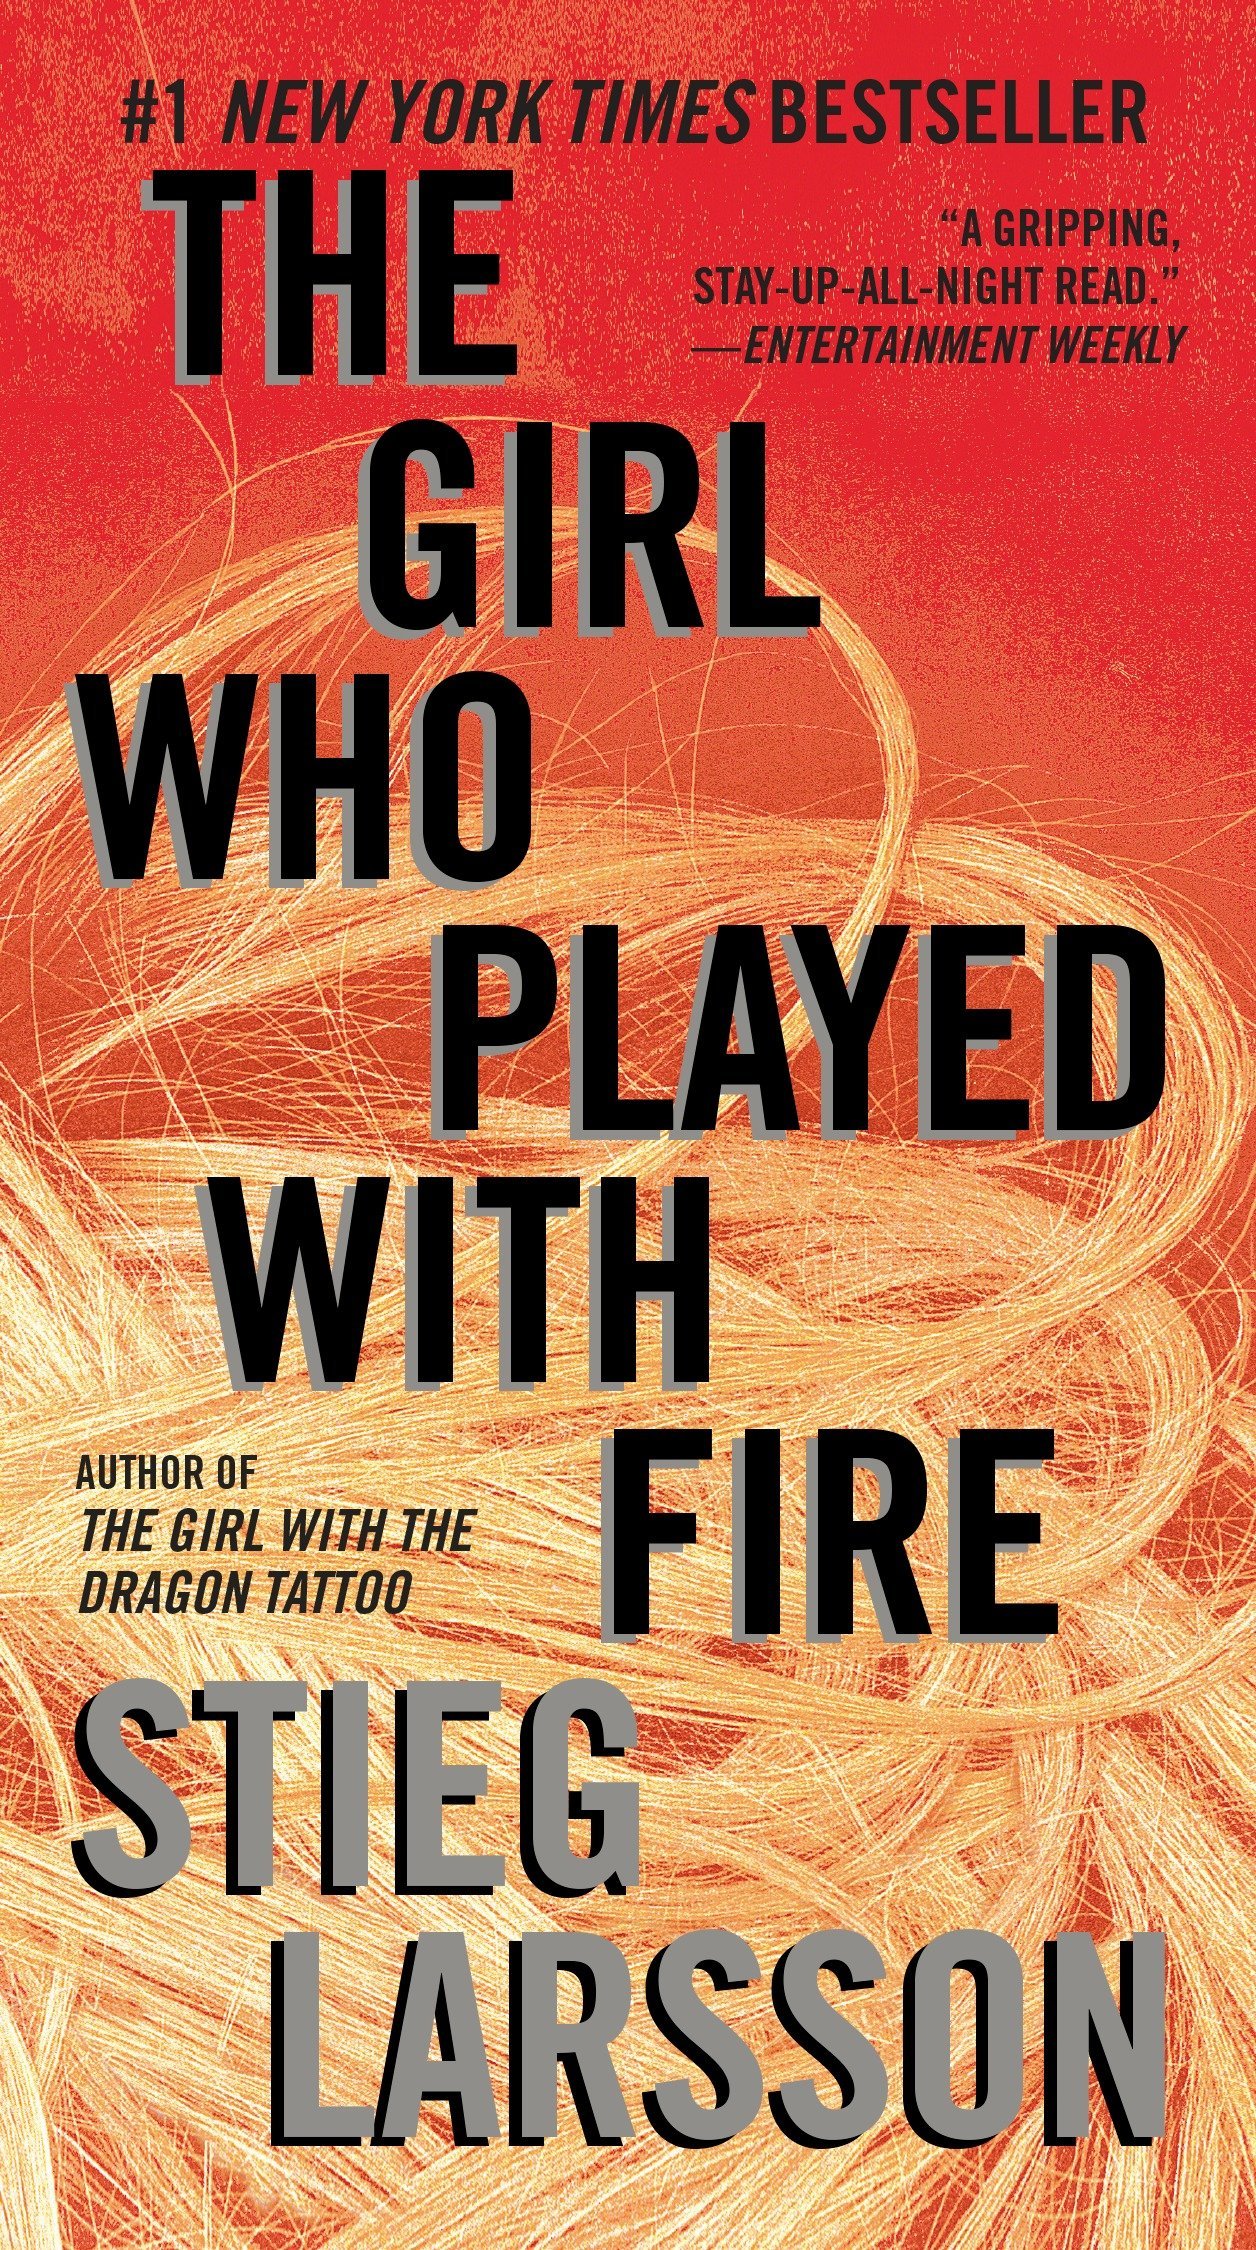 #1 NEW YORK TIMES BESTSELLER
THE
“A GRIPPING,
STAY-UP-ALL-NIGHT READ.”
—ENTERTAINMENT WEEKLY
GIRL
WHO
PLAYED
WITH
FIRE
AUTHOR OF
THE GIRL WITH THE
DRAGON TATTOO
STIEG
LARSSON